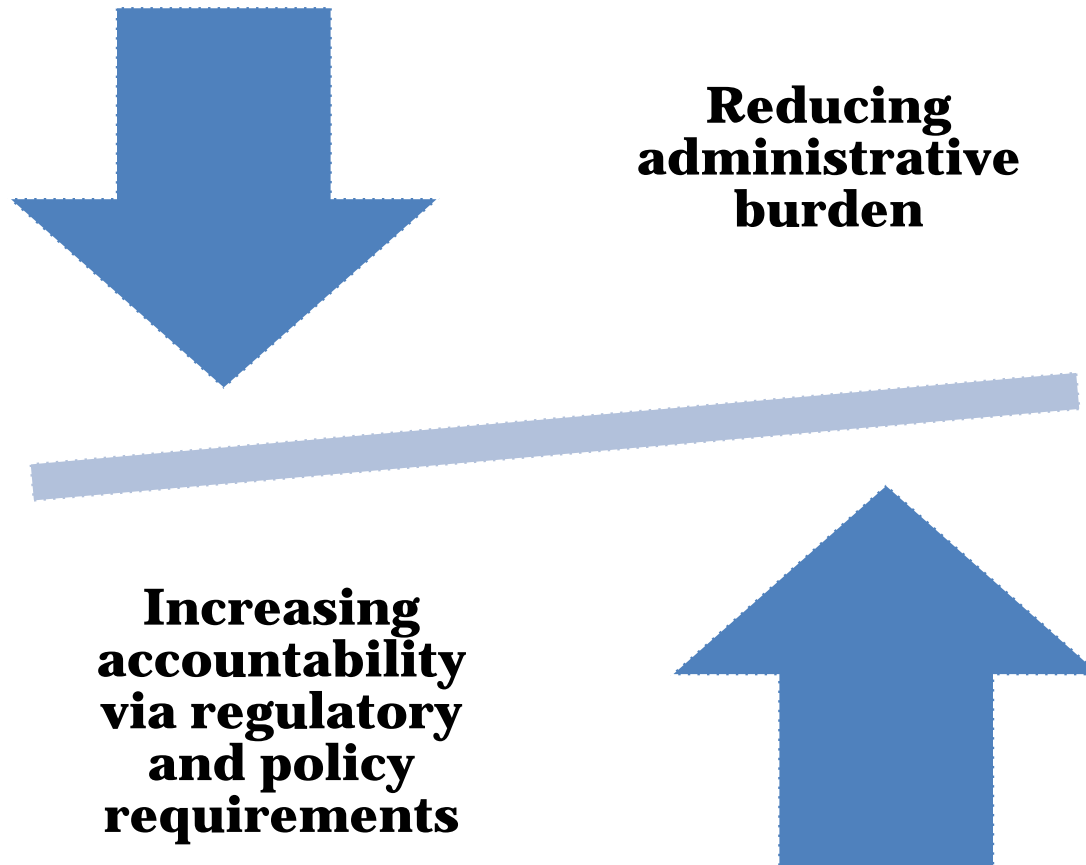 Reducing
administrative
burden
Increasing
accountability
via regulatory
and policy
requirements